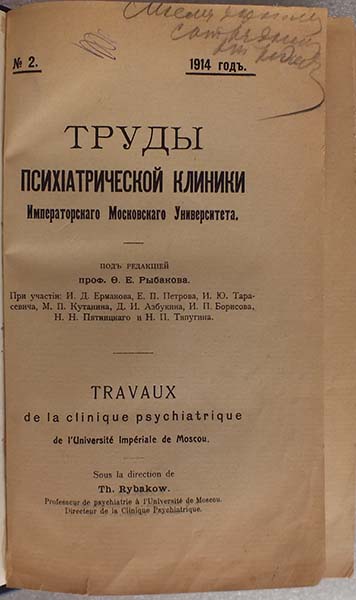 № 2.
1914 годъ.
ТРУДЫ
ПСИХІАТРИЧЕСКОЙ КЛИНИКИ
Императорскаго Московскаго Университета.
ПОДЪ РЕДАКЦІЕЙ
проф. Ѳ. Е. Рыбакова.
При участіи: И. Д. Ермакова, Е. П. Петрова, И. Ю. Тара-
севича, М. П. Кутанина, Д. И. Азбукина, И. П. Борисова,
Н. Н. Пятницкаго и Н. П. Тяпугина.
TRAVAUX
de la clinique psychiatrique
de l'Université Impériale de Moscou.
Sous la direction de
Th. Rybakow.
Professeur de psychiatrie à l'Université de Moscou.
Directeur de la Clinique Psychiatrique.